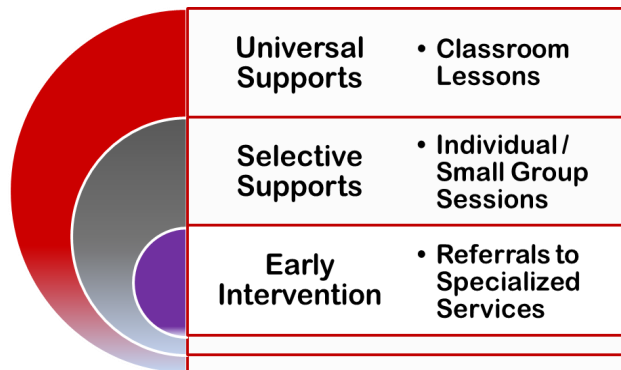 Universal
Supports
• Classroom
Lessons
Selective
Supports
• Individual /
Small Group
Sessions
Early
Intervention
• Referrals to
Specialized
Services